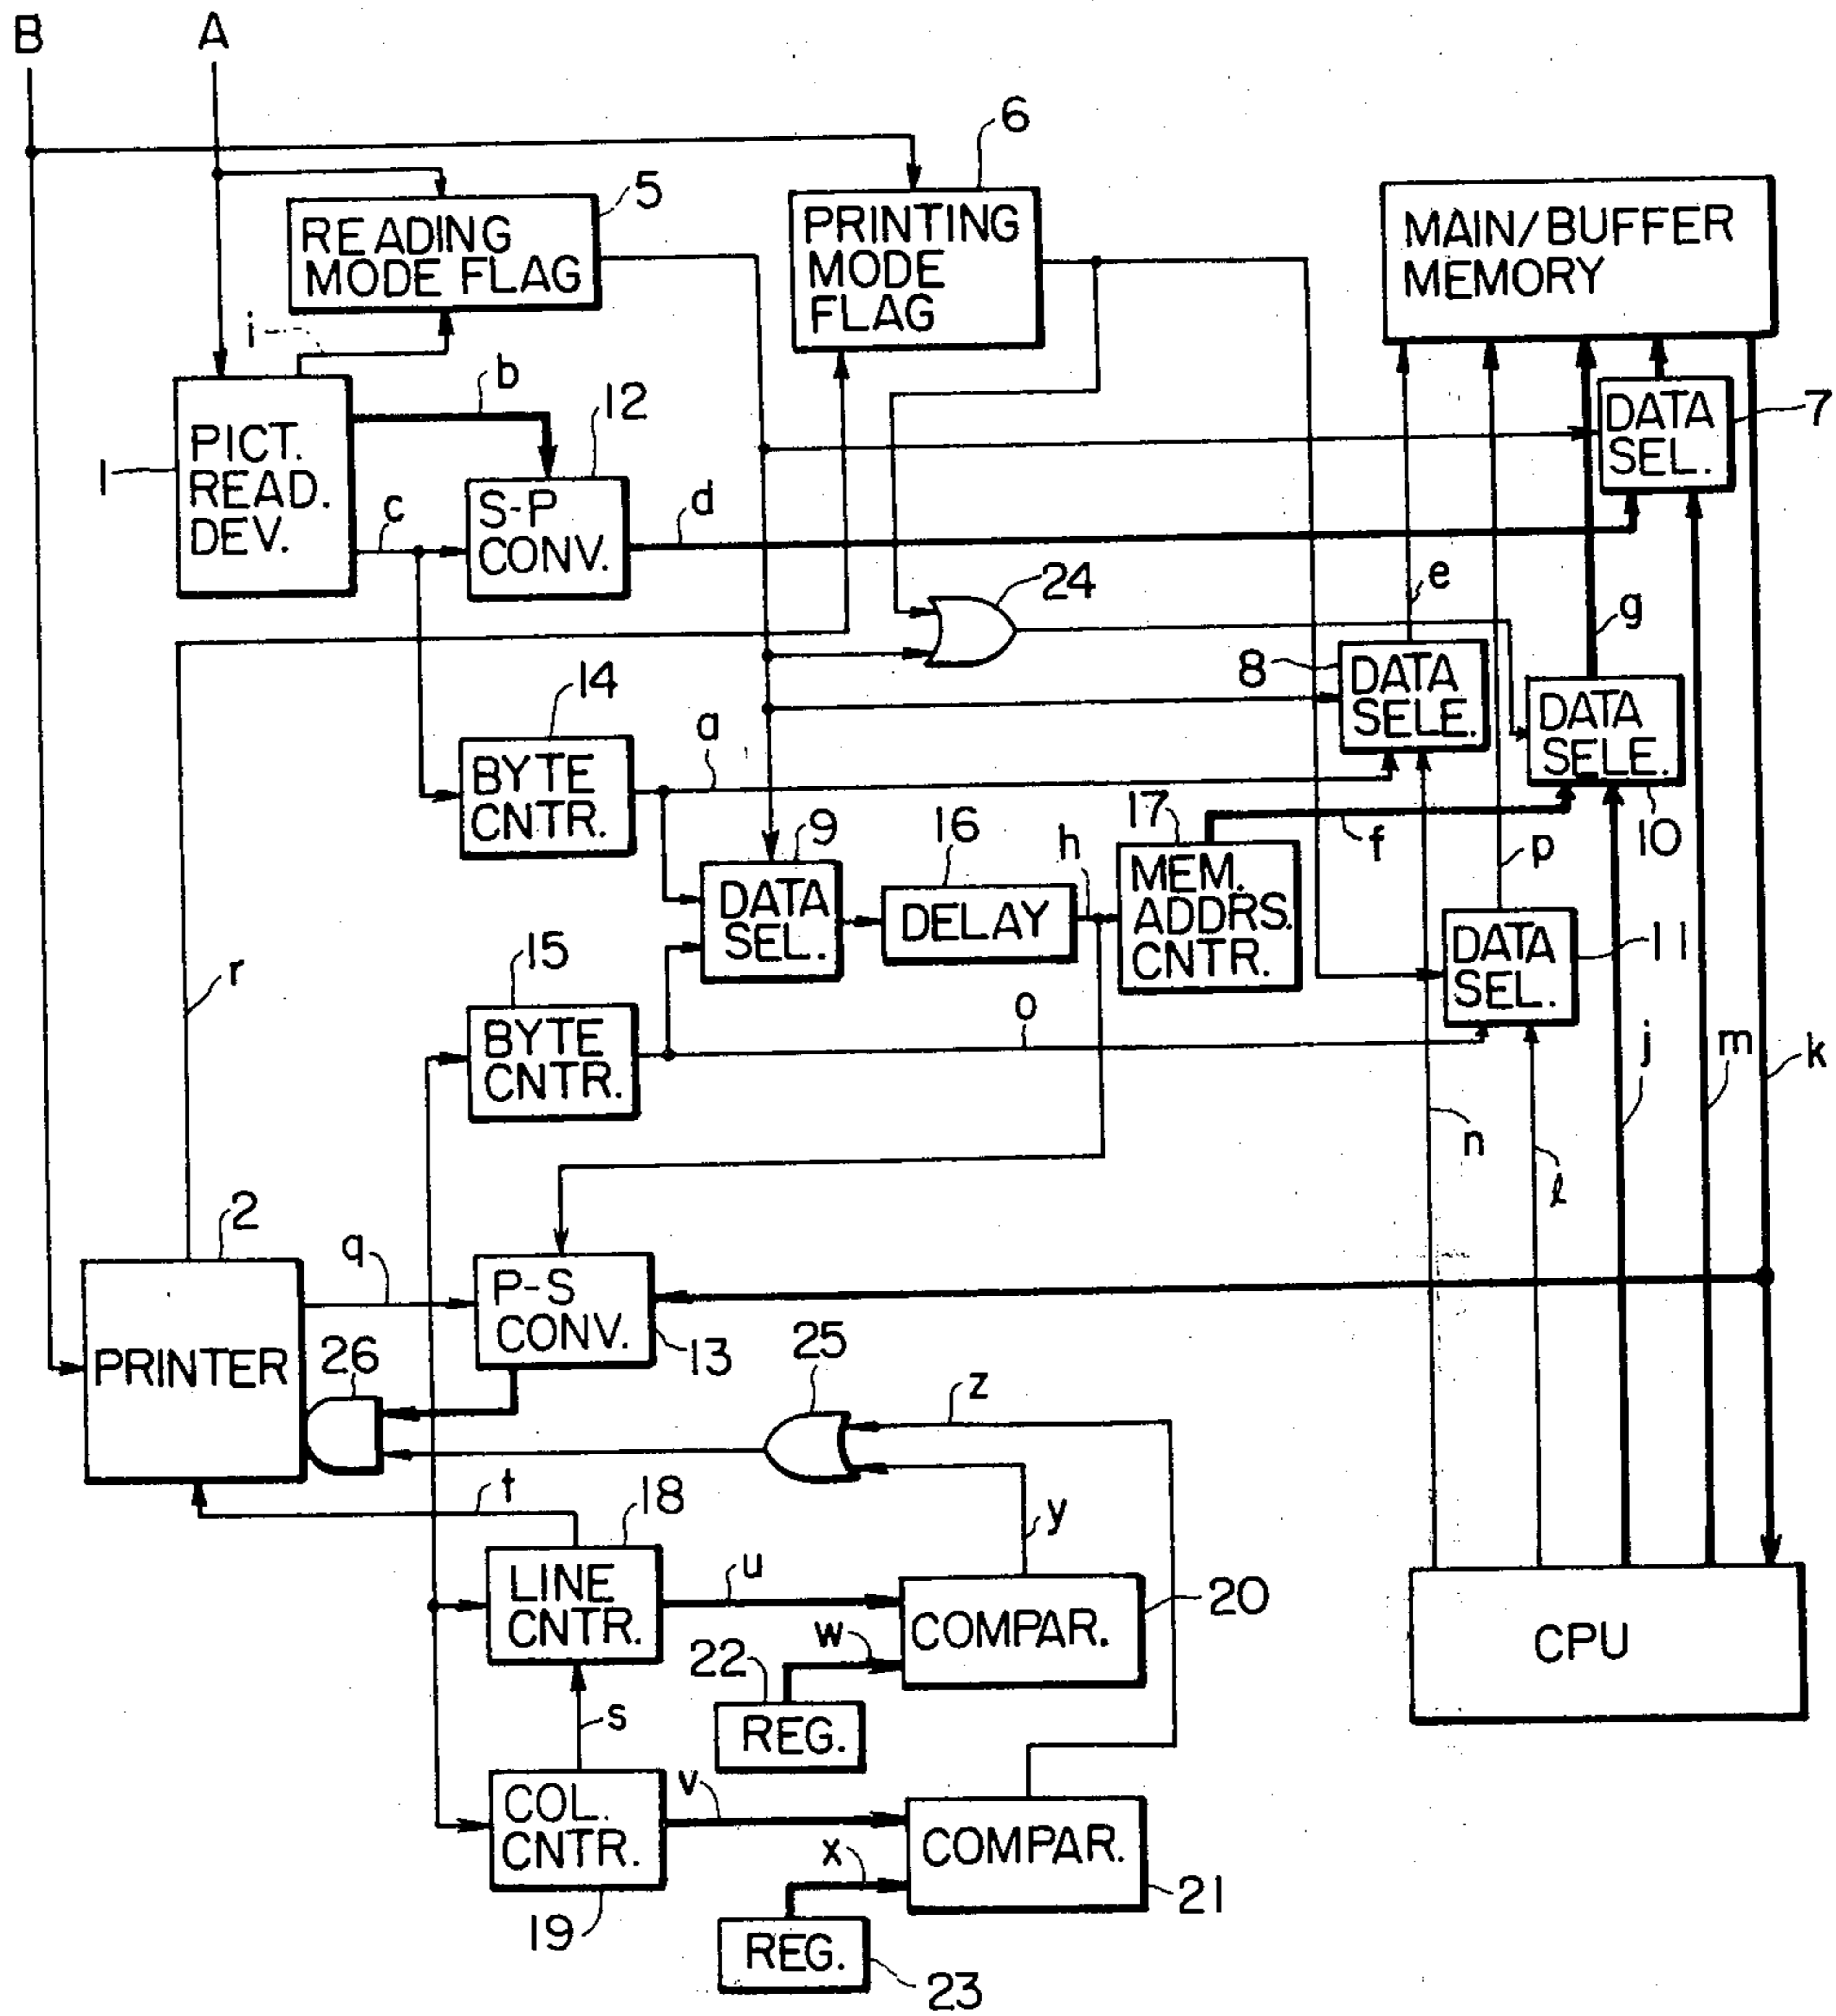 B
A
6
5
READING
MODE FLAG
PRINTING
MODE
FLAG
MAIN/BUFFER
MEMORY
i
b
12
DATA
SEL.
7
PICT.
READ.
DEV.
1
c
S-P
CONV.
d
24
e
g
8
DATA
SELE.
14
a
DATA
SELE.
10
BYTE
CNTR.
9
16
17
h
f
p
DATA
SEL.
DELAY
MEM.
ADDRS.
CNTR.
DATA
SEL.
11
r
15
BYTE
CNTR.
o
j
m
k
n
l
2
q
P-S
CONV.
13
PRINTER
26
25
z
t
18
y
LINE
CNTR.
u
COMPAR.
20
w
22
REG.
CPU
s
COL.
CNTR.
19
v
COMPAR.
21
x
REG.
23